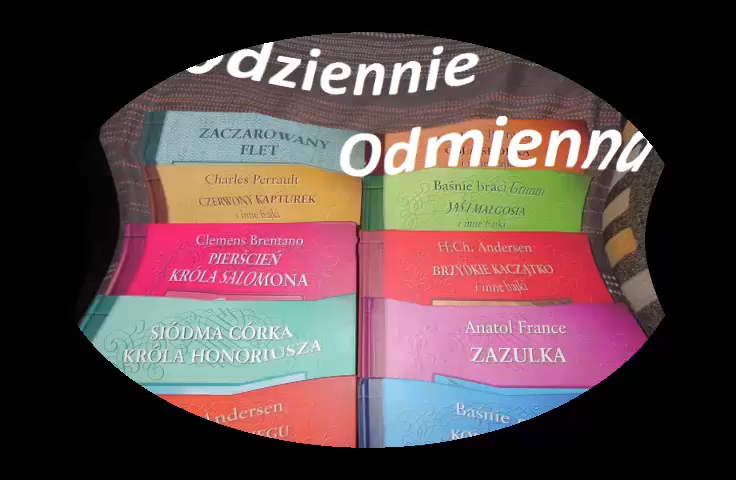 odziennie
Odmienna
ZACZAROWANY
FLET
Charles Perrault
CZERWONY KAPTUREK
i inne bajki
Baśnie braci Grimm
JAŚ I MAŁGOSIA
i inne bajki
Clemens Brentano
PIERŚCIEŃ
KRÓLA SALOMONA
H.Ch. Andersen
BRZYDKIE KACZĄTKO
i inne bajki
SIÓDMA CÓRKA
KRÓLA HONORIUSZA
Anatol France
ZAZULKA
Andersen
Baśnie